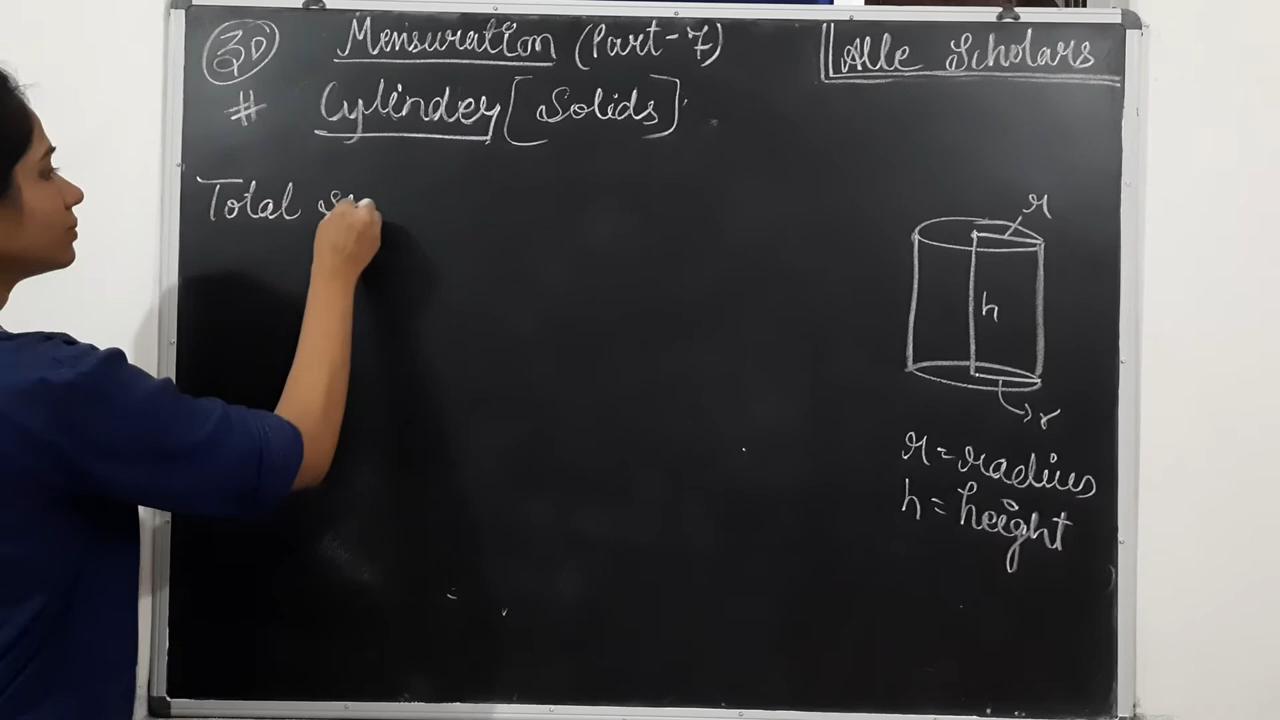 3D Mensuration (Part-7)
Alle Scholars
# Cylinder [Solids]
Total
r
h
r
r = radius
h = height